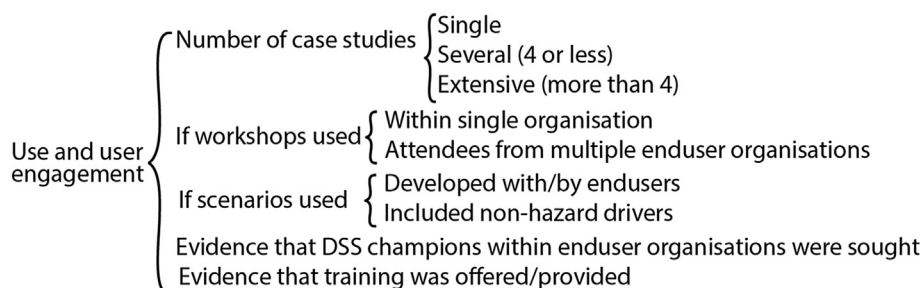 Use and user
engagement
Number of case studies
Single
Several (4 or less)
Extensive (more than 4)
If workshops used
Within single organisation
Attendees from multiple enduser organisations
If scenarios used
Developed with/by endusers
Included non-hazard drivers
Evidence that DSS champions within enduser organisations were sought
Evidence that training was offered/provided